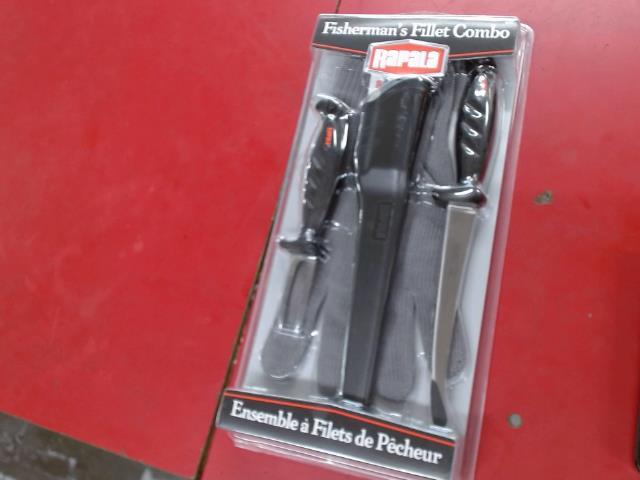 Fisherman's Fillet Combo
Rapala
Ensemble à Filets de Pêcheur